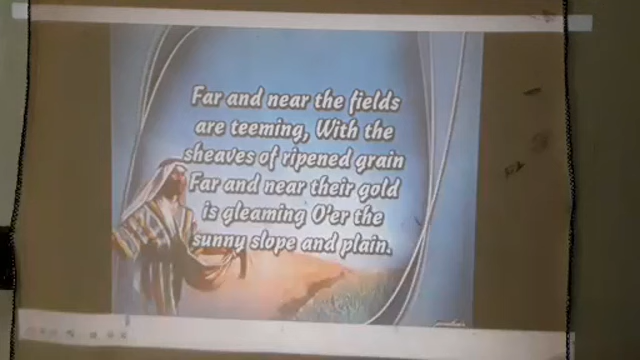 Far and near the fields
are teeming, With the
sheaves of ripened grain
Far and near their gold
is gleaming O'er the
sunny slope and plain.